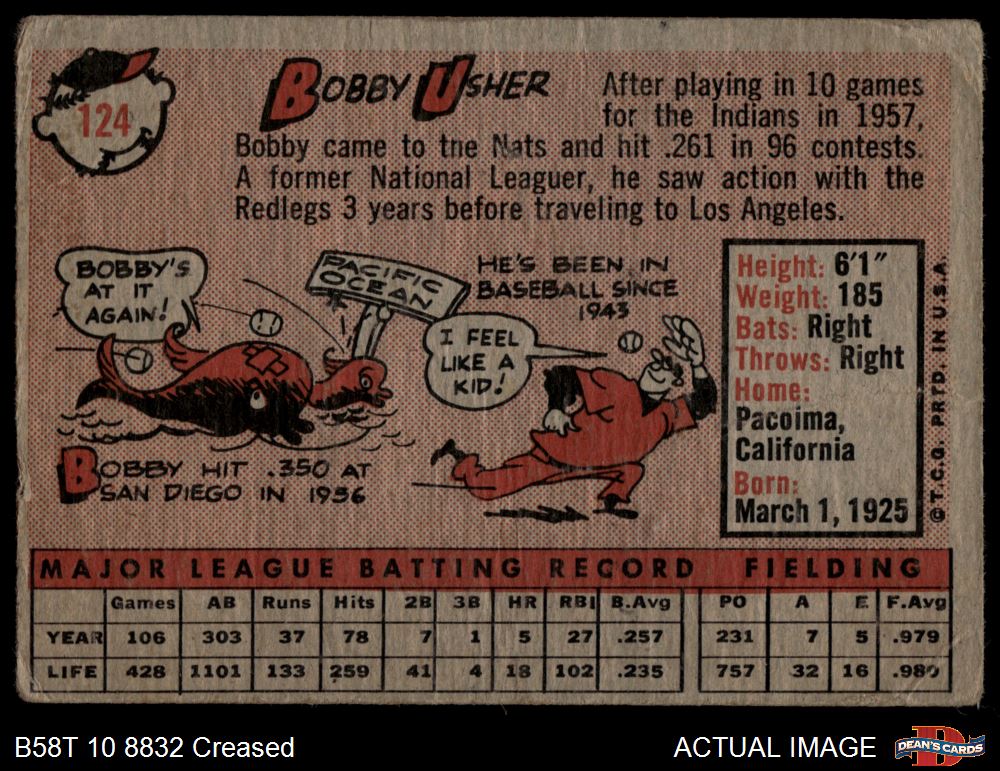 124
BOBBY USHER
After playing in 10 games
for the Indians in 1957,
Bobby came to tne Nats and hit .261 in 96 contests.
A former National Leaguer, he saw action with the
Redlegs 3 years before traveling to Los Angeles.
BOBBY'S
AT IT
AGAIN!
PACIFIC
OCEAN
BOBBY HIT .350 AT
SAN DIEGO IN 1956
HE'S BEEN IN
BASEBALL SINCE
1943
I FEEL
LIKE A
KID!
Height: 6'1"
Weight: 185
Bats: Right
Throws: Right
Home:
Pacoima,
California
Born:
March 1, 1925
© T.C.G. PRTD. IN U.S.A.
MAJOR LEAGUE BATTING RECORD FIELDING
Games AB Runs Hits 2B 3B HR RBI B.Avg PO A E F.Avg
YEAR 106 303 37 78 7 1 5 27 .257 231 7 5 .979
LIFE 428 1101 133 259 41 4 18 102 .235 757 32 16 .980
B58T 10 8832 Creased
ACTUAL IMAGE
DEAN'S CARDS